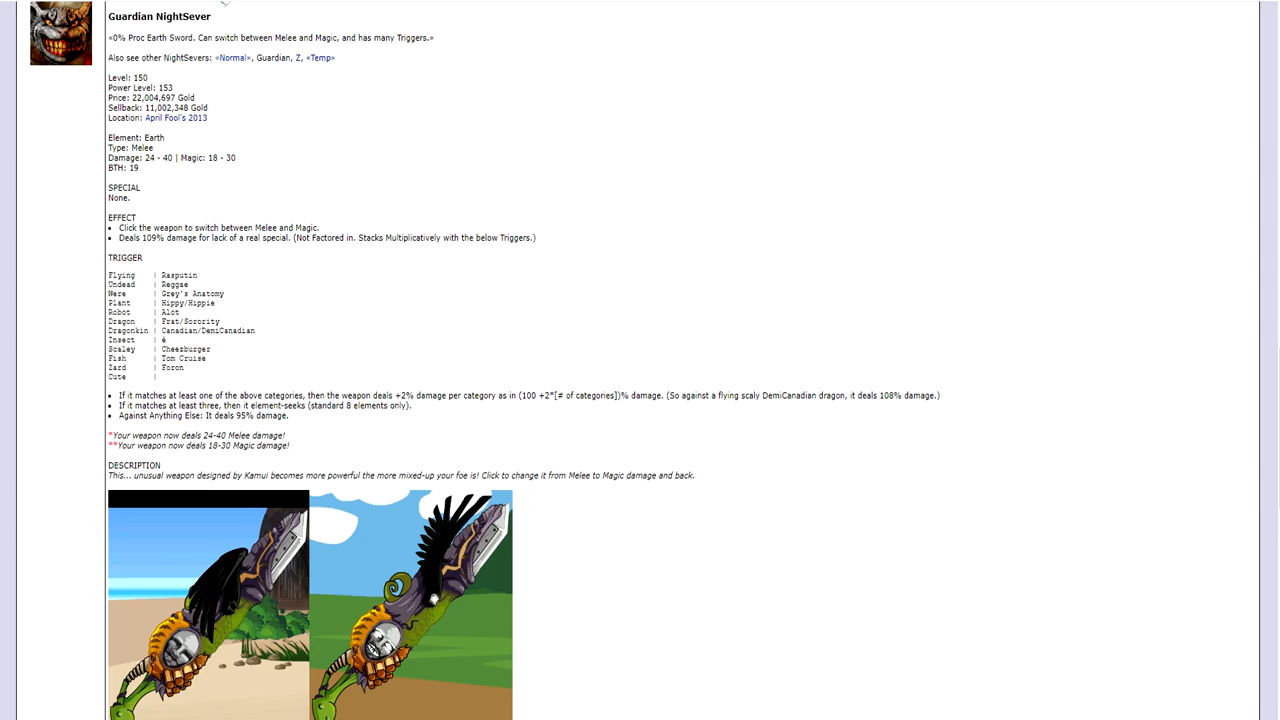 Guardian NightSever
«0% Proc Earth Sword. Can switch between Melee and Magic, and has many Triggers.»
Also see other NightSevers: «Normal», Guardian, Z, «Temp»
Level: 150
Power Level: 153
Price: 22,004,697 Gold
Sellback: 11,002,348 Gold
Location: April Fool's 2013
Element: Earth
Type: Melee
Damage: 24 - 40 | Magic: 18 - 30
BTH: 19
SPECIAL
None.
EFFECT
• Click the weapon to switch between Melee and Magic.
• Deals 109% damage for lack of a real special. (Not Factored in. Stacks Multiplicatively with the below Triggers.)
TRIGGER
Flying | Rasputin
Undead | Reggae
Were | Grey's Anatomy
Plant | Hippy/Hippie
Robot | Alot
Dragon | Frat/Sorority
Dragonkin | Canadian/DemiCanadian
Insect | è
Scaley | Cheezburger
Fish | Tom Cruise
Zard | Foron
Cute |
• If it matches at least one of the above categories, then the weapon deals +2% damage per category as in (100 +2*[# of categories])% damage. (So against a flying scaly DemiCanadian dragon, it deals 108% damage.)
• If it matches at least three, then it element-seeks (standard 8 elements only).
• Against Anything Else: It deals 95% damage.
*Your weapon now deals 24-40 Melee damage!
**Your weapon now deals 18-30 Magic damage!
DESCRIPTION
This... unusual weapon designed by Kamui becomes more powerful the more mixed-up your foe is! Click to change it from Melee to Magic damage and back.